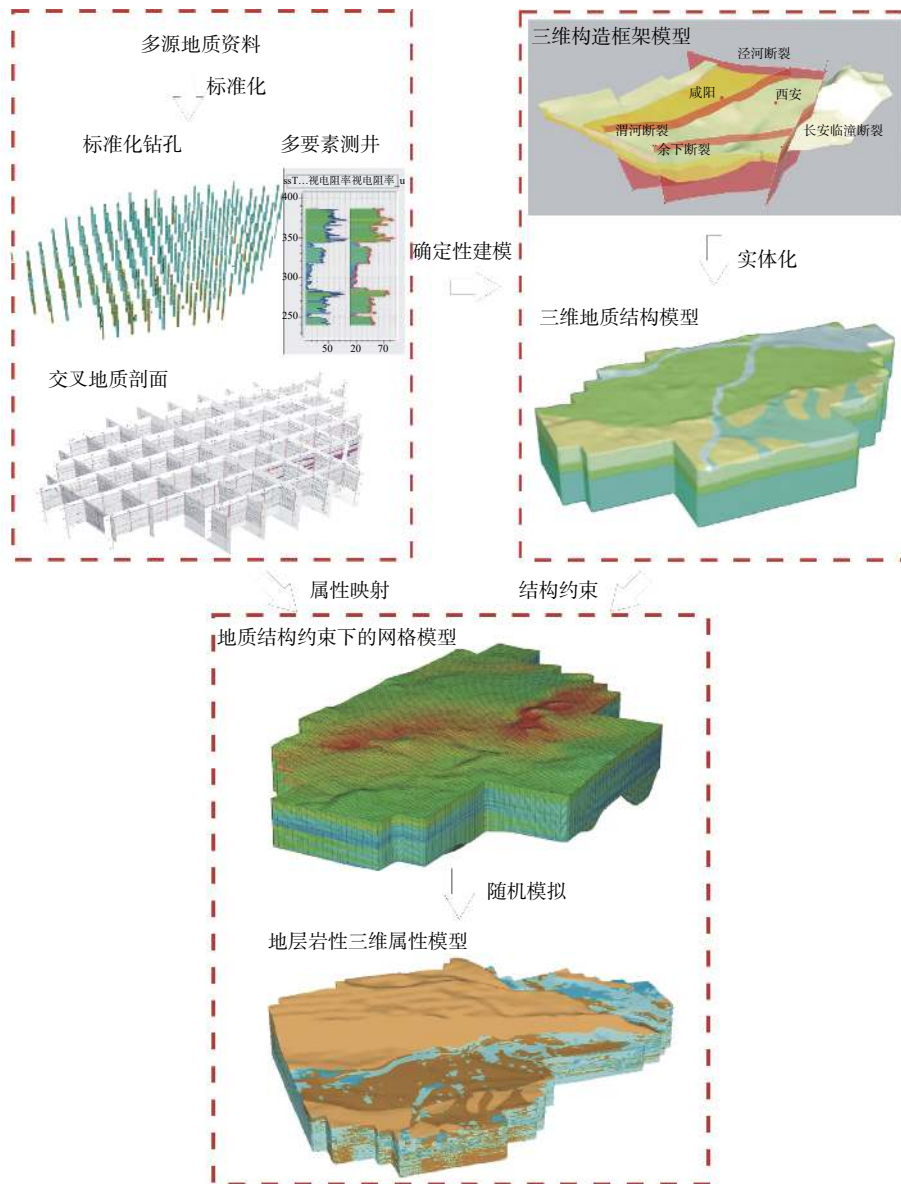 多源地质资料
标准化
标准化钻孔
多要素测井
ssT...视电阻率视电阻率_u
400
350
300
250
50 20 70
交叉地质剖面
确定性建模
三维构造框架模型
泾河断裂
咸阳
西安
渭河断裂
长安临潼断裂
余下断裂
实体化
三维地质结构模型
属性映射
结构约束
地质结构约束下的网格模型
随机模拟
地层岩性三维属性模型